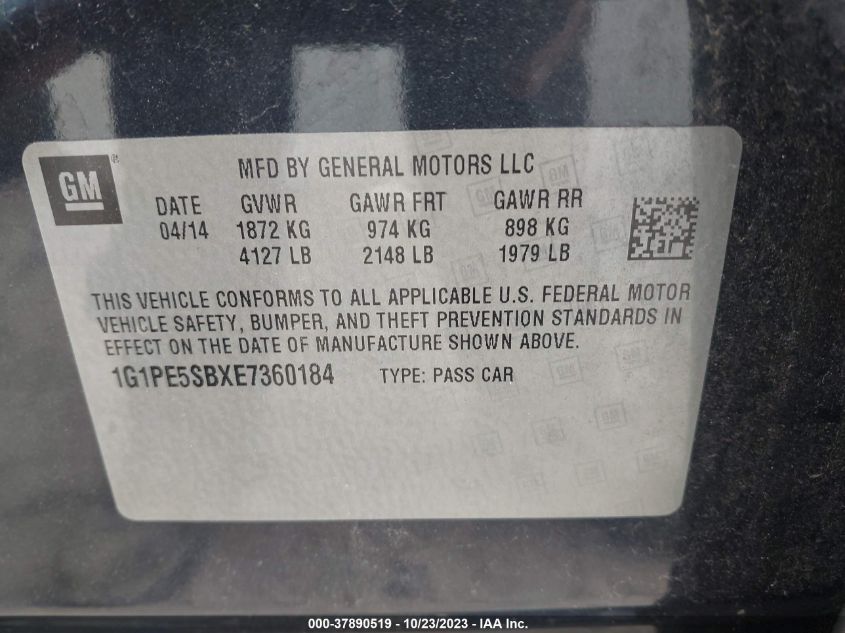 GM®
MFD BY GENERAL MOTORS LLC
DATE GVWR GAWR FRT GAWR RR
04/14 1872 KG 974 KG 898 KG
4127 LB 2148 LB 1979 LB
THIS VEHICLE CONFORMS TO ALL APPLICABLE U.S. FEDERAL MOTOR
VEHICLE SAFETY, BUMPER, AND THEFT PREVENTION STANDARDS IN
EFFECT ON THE DATE OF MANUFACTURE SHOWN ABOVE.
1G1PE5SBXE7360184 TYPE: PASS CAR
000-37890519 - 10/23/2023 - IAA Inc.